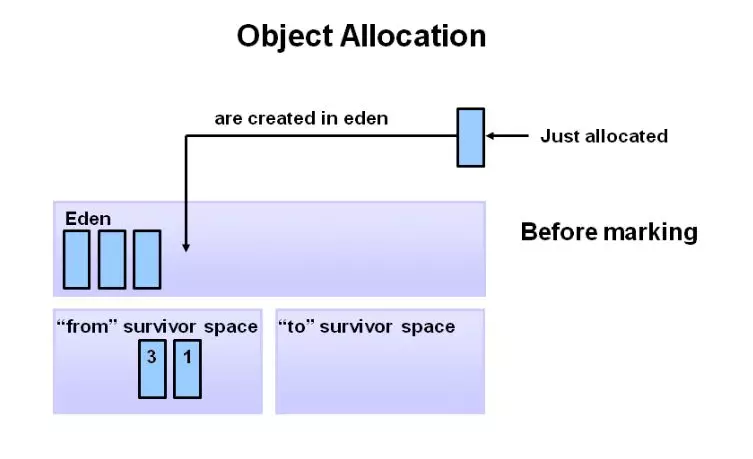 Object Allocation
are created in eden
Just allocated
Eden
Before marking
“from” survivor space
“to” survivor space
3 1